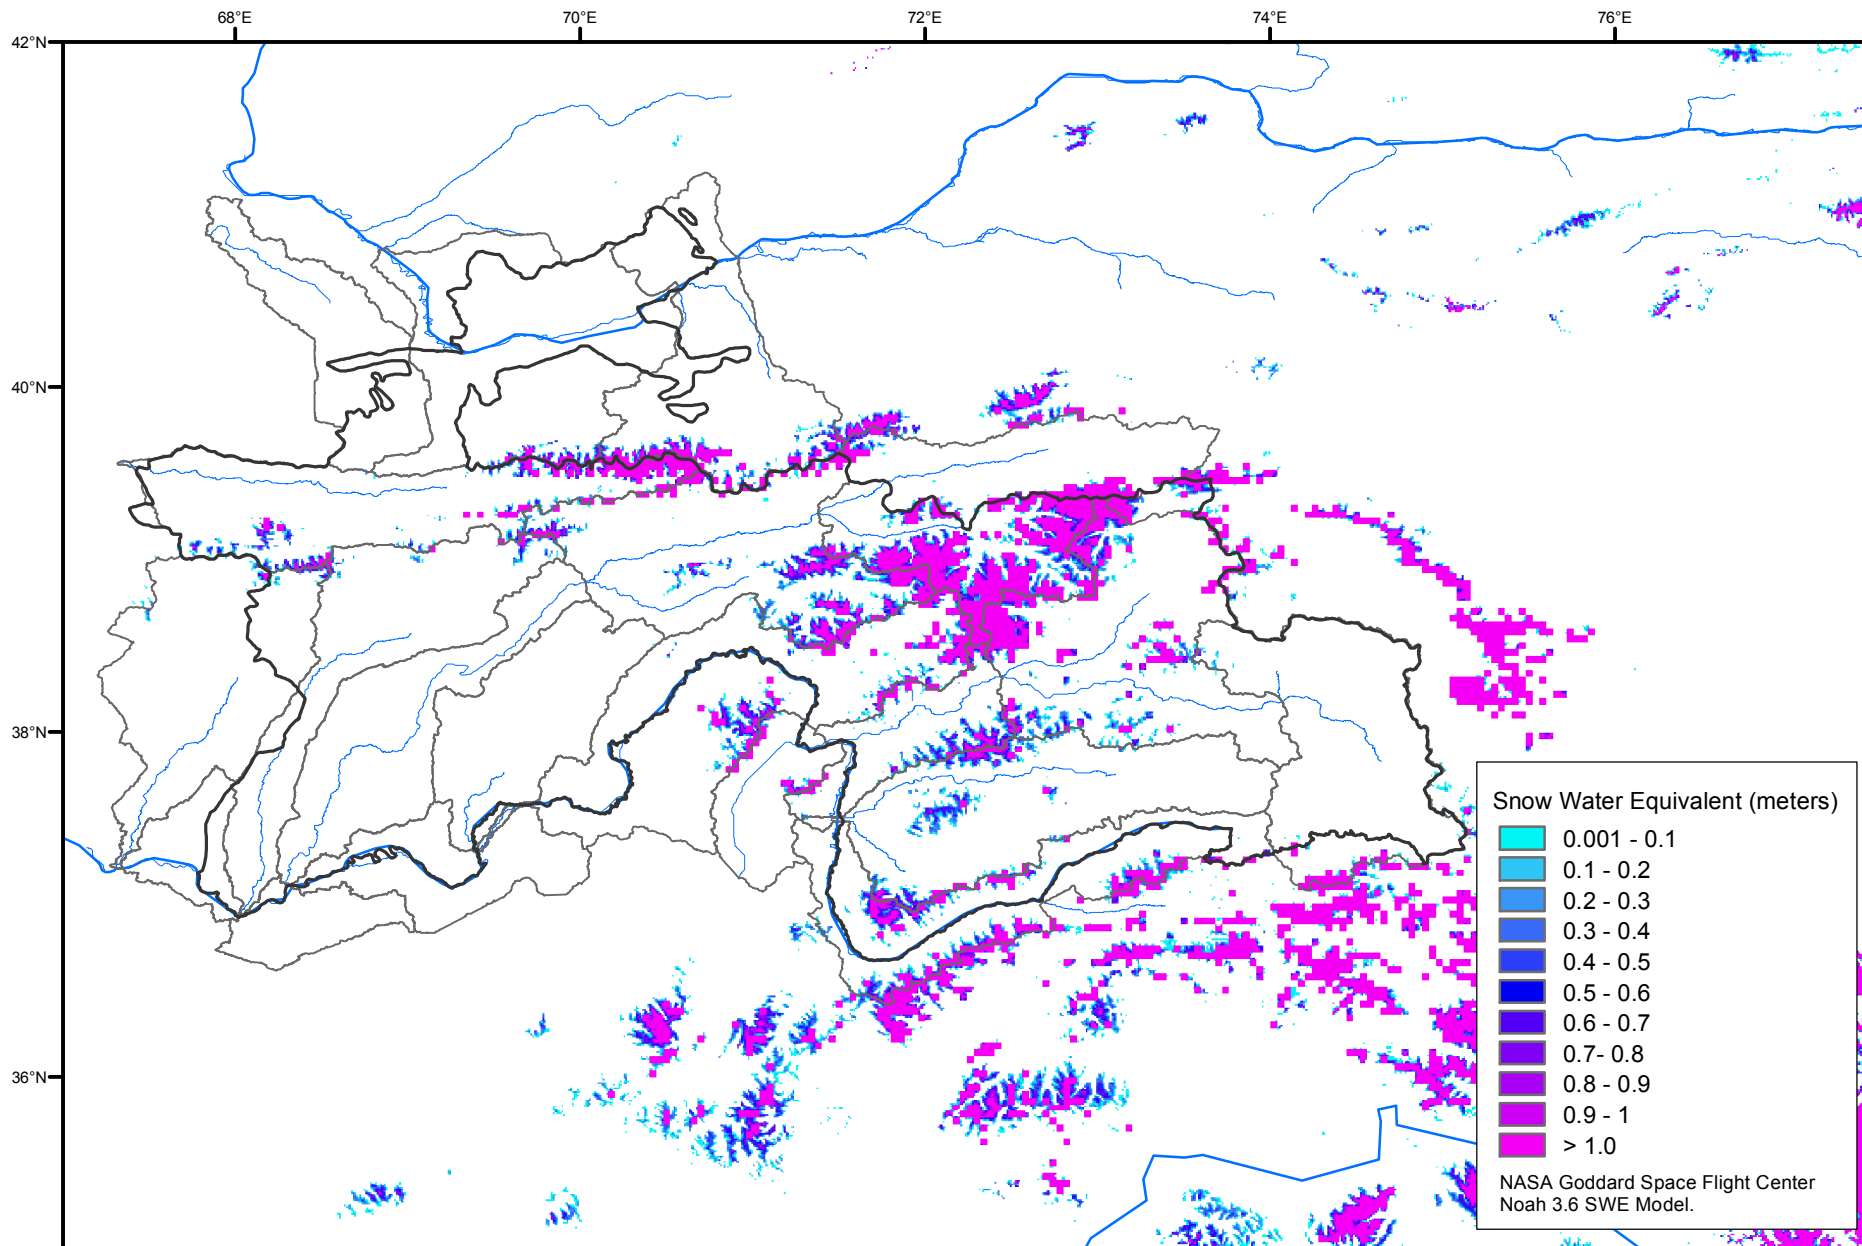 68°E 70°E 72°E 74°E 76°E
42°N
40°N
38°N
36°N
Snow Water Equivalent (meters)
0.001 - 0.1
0.1 - 0.2
0.2 - 0.3
0.3 - 0.4
0.4 - 0.5
0.5 - 0.6
0.6 - 0.7
0.7- 0.8
0.8 - 0.9
0.9 - 1
> 1.0
NASA Goddard Space Flight Center
Noah 3.6 SWE Model.